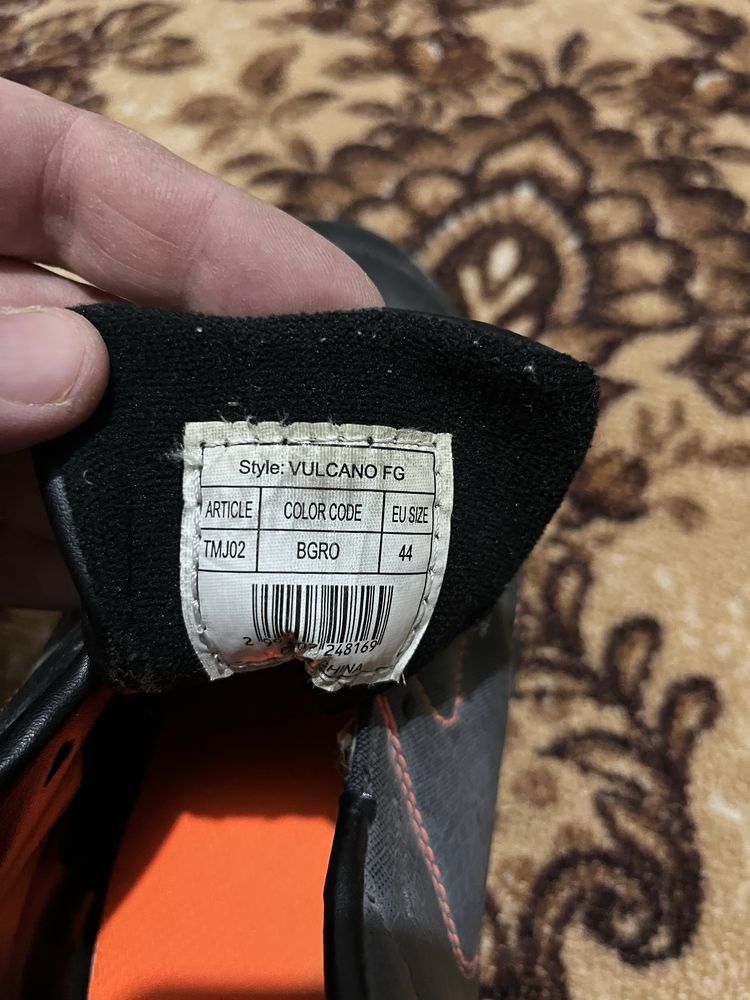 Style: VULCANO FG
ARTICLE COLOR CODE EU SIZE
TMJ02 BGRO 44
248169